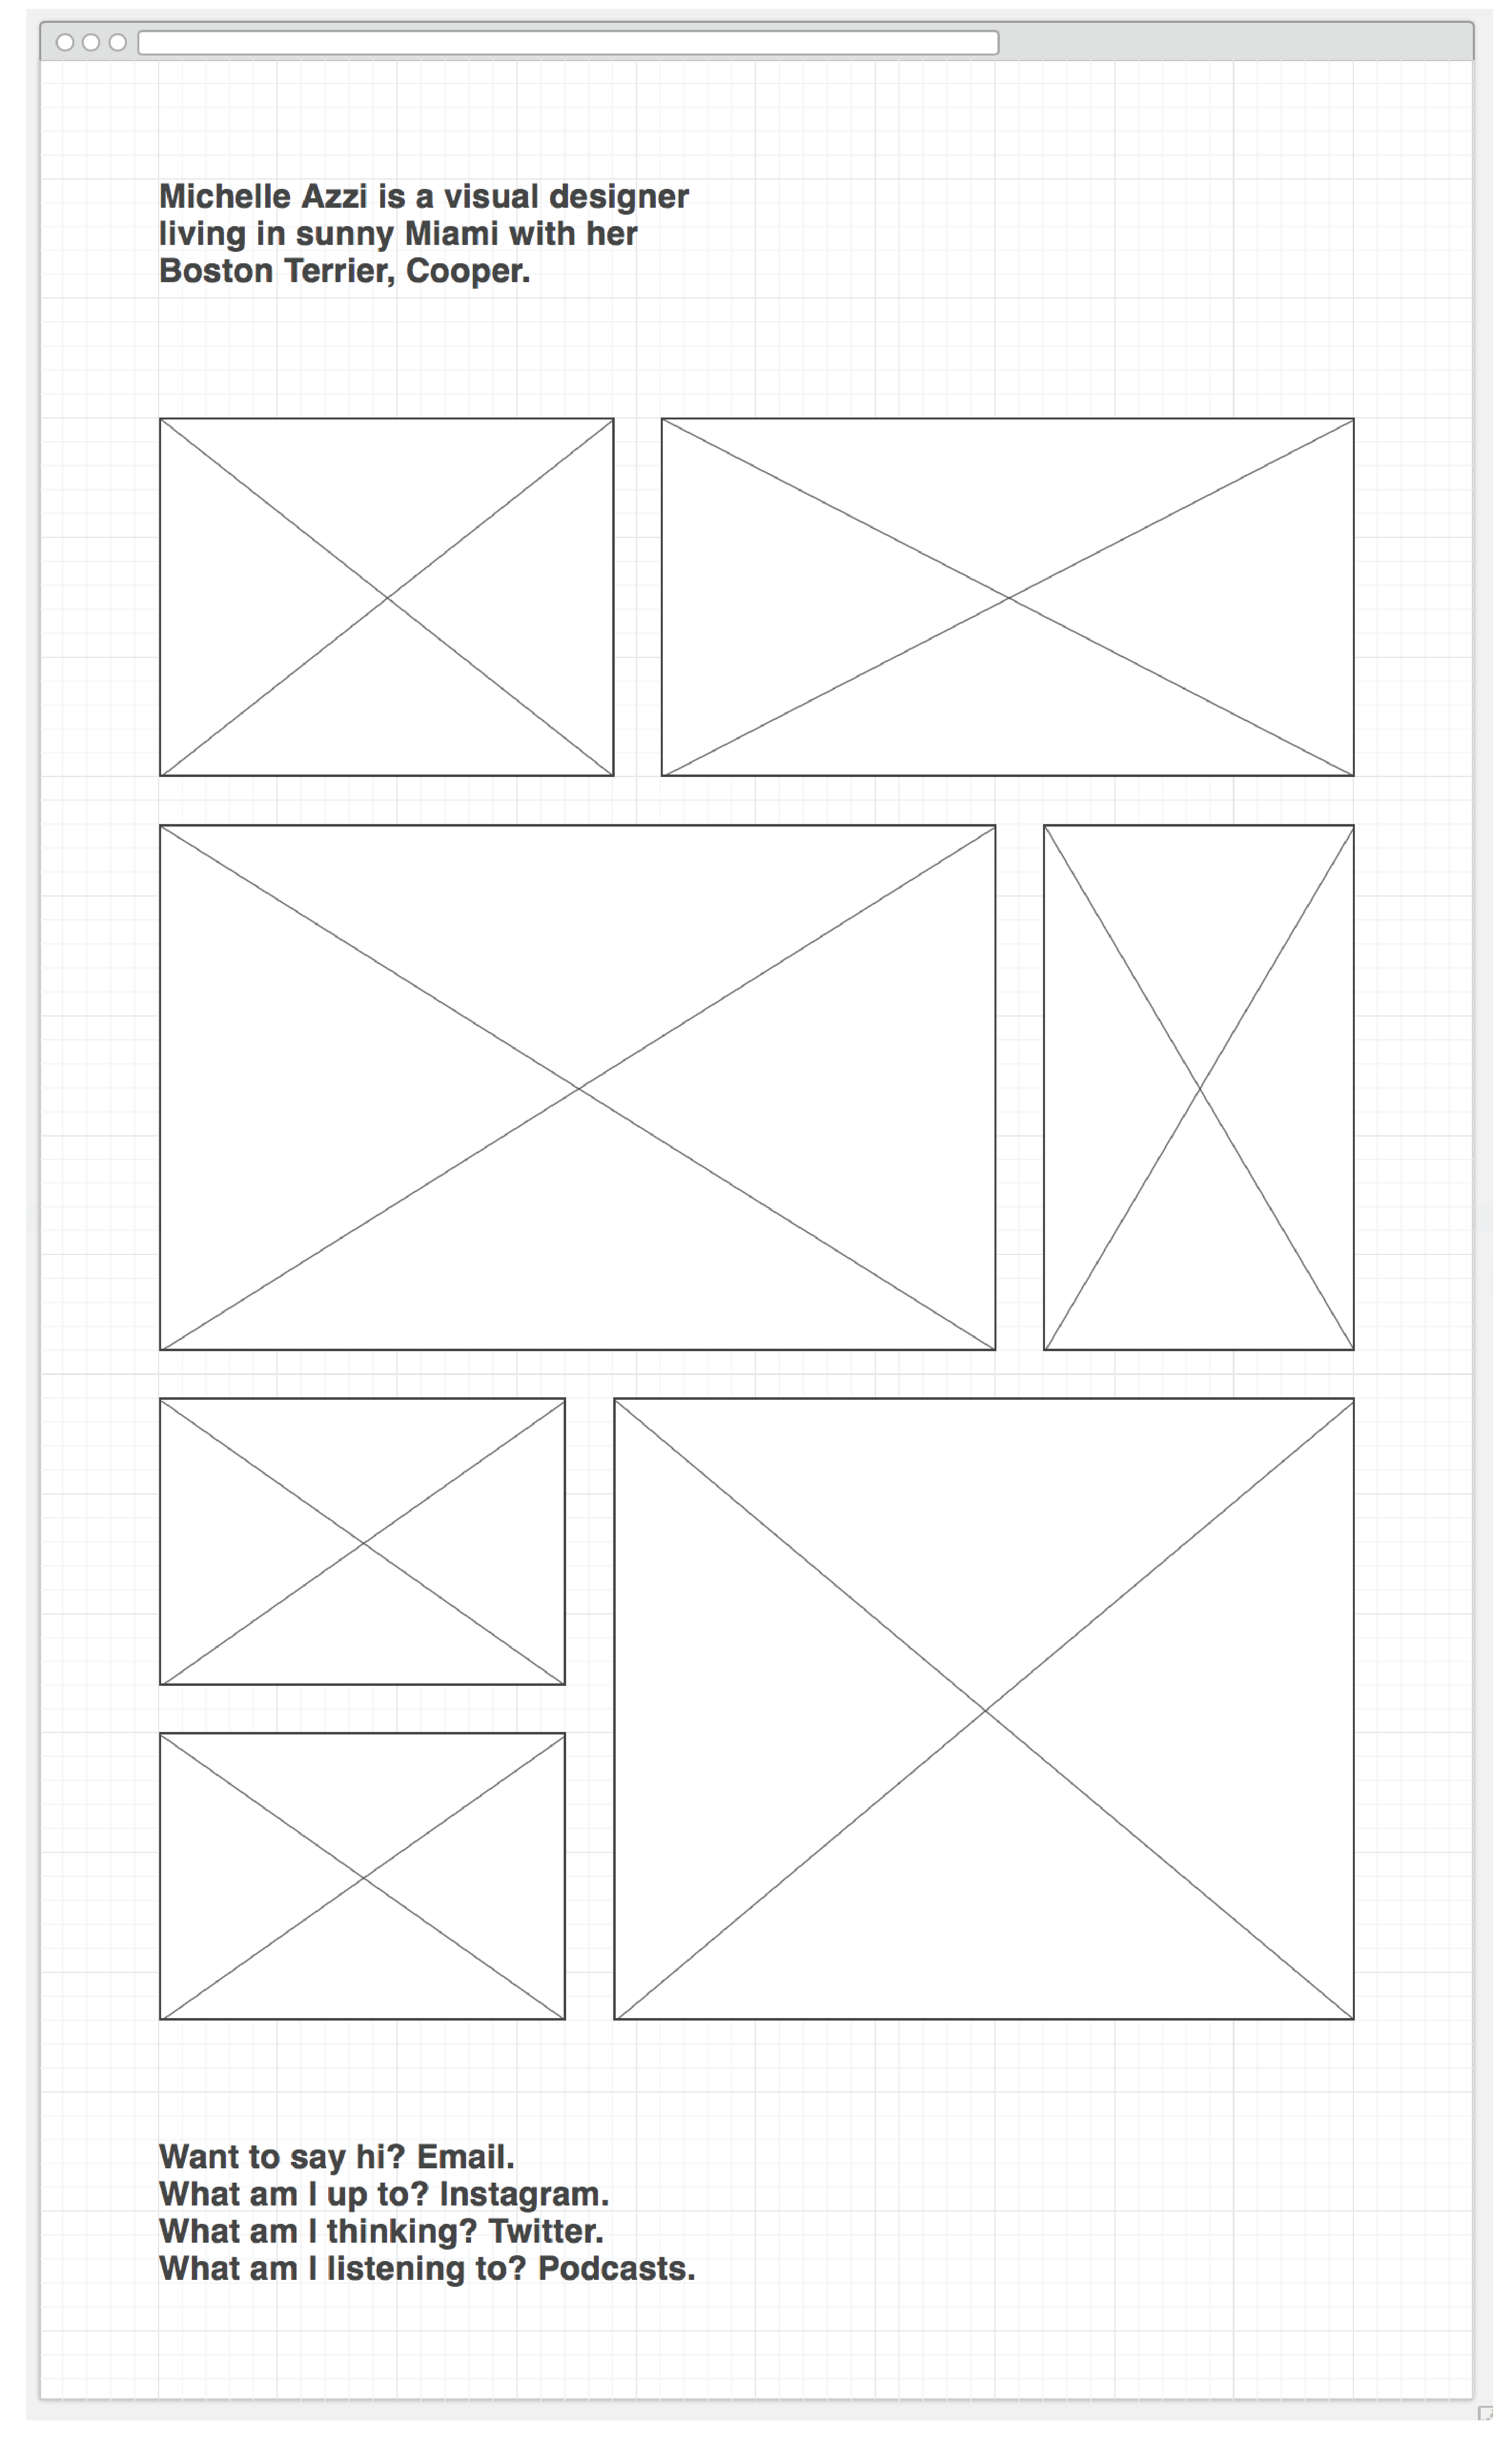 Michelle Azzi is a visual designer
living in sunny Miami with her
Boston Terrier, Cooper.
Want to say hi? Email.
What am I up to? Instagram.
What am I thinking? Twitter.
What am I listening to? Podcasts.